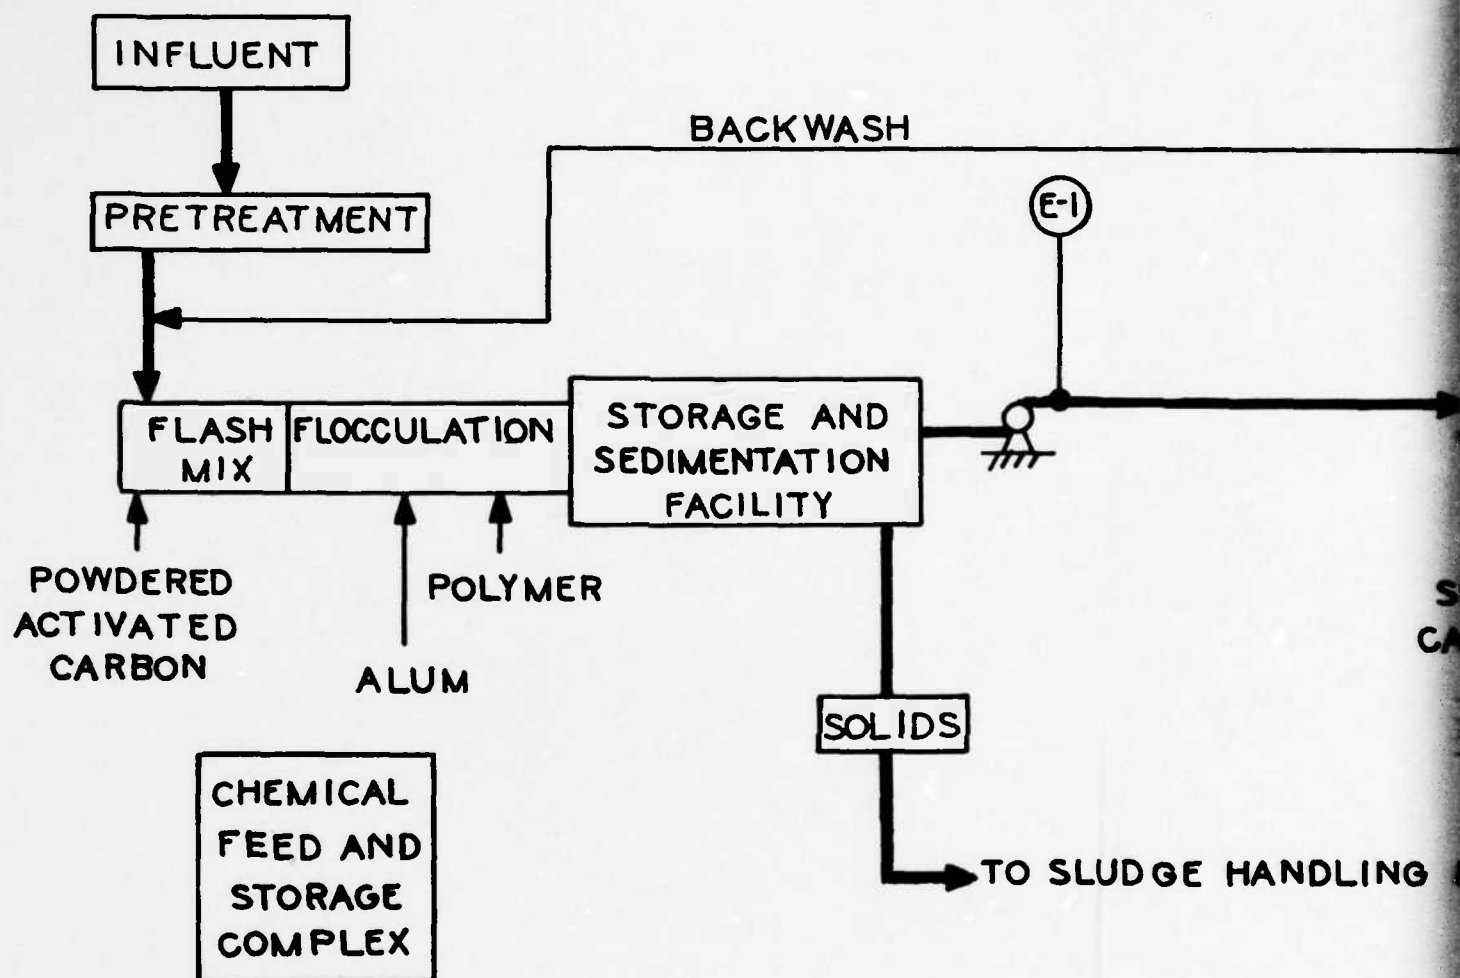 INFLUENT
BACKWASH
PRETREATMENT
E-1
FLASH
MIX
FLOCCULATION
STORAGE AND
SEDIMENTATION
FACILITY
POWDERED
ACTIVATED
CARBON
POLYMER
ALUM
SOLIDS
CHEMICAL
FEED AND
STORAGE
COMPLEX
TO SLUDGE HANDLING